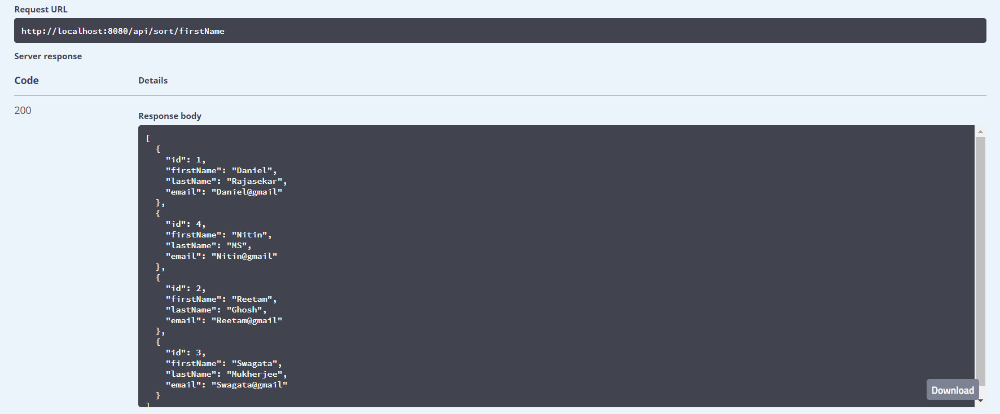 Request URL
http://localhost:8080/api/sort/firstName
Server response
Code Details
200
Response body
[
  {
    "id": 1,
    "firstName": "Daniel",
    "lastName": "Rajasekar",
    "email": "Daniel@gmail"
  },
  {
    "id": 4,
    "firstName": "Nitin",
    "lastName": "MS",
    "email": "Nitin@gmail"
  },
  {
    "id": 2,
    "firstName": "Reetam",
    "lastName": "Ghosh",
    "email": "Reetam@gmail"
  },
  {
    "id": 3,
    "firstName": "Swagata",
    "lastName": "Mukherjee",
    "email": "Swagata@gmail"
  }
]
Download